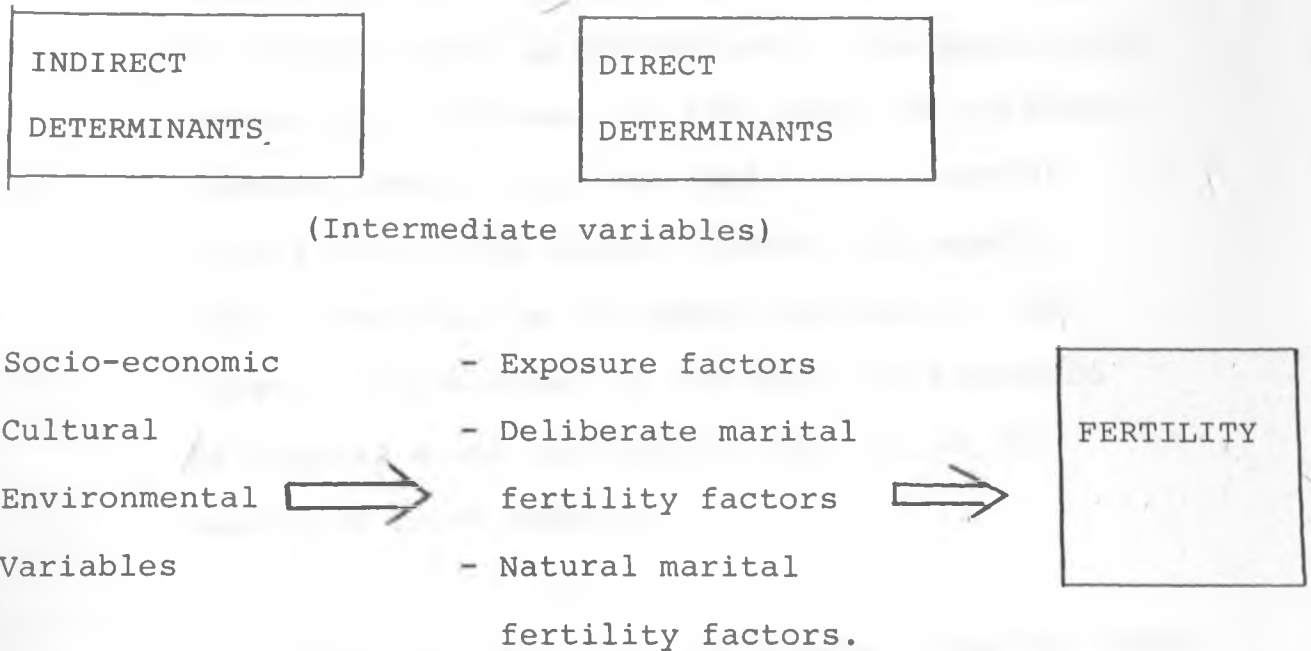 INDIRECT
DETERMINANTS
DIRECT
DETERMINANTS
(Intermediate variables)
Socio-economic
Cultural
Environmental
Variables
- Exposure factors
- Deliberate marital
fertility factors
- Natural marital
fertility factors.
FERTILITY